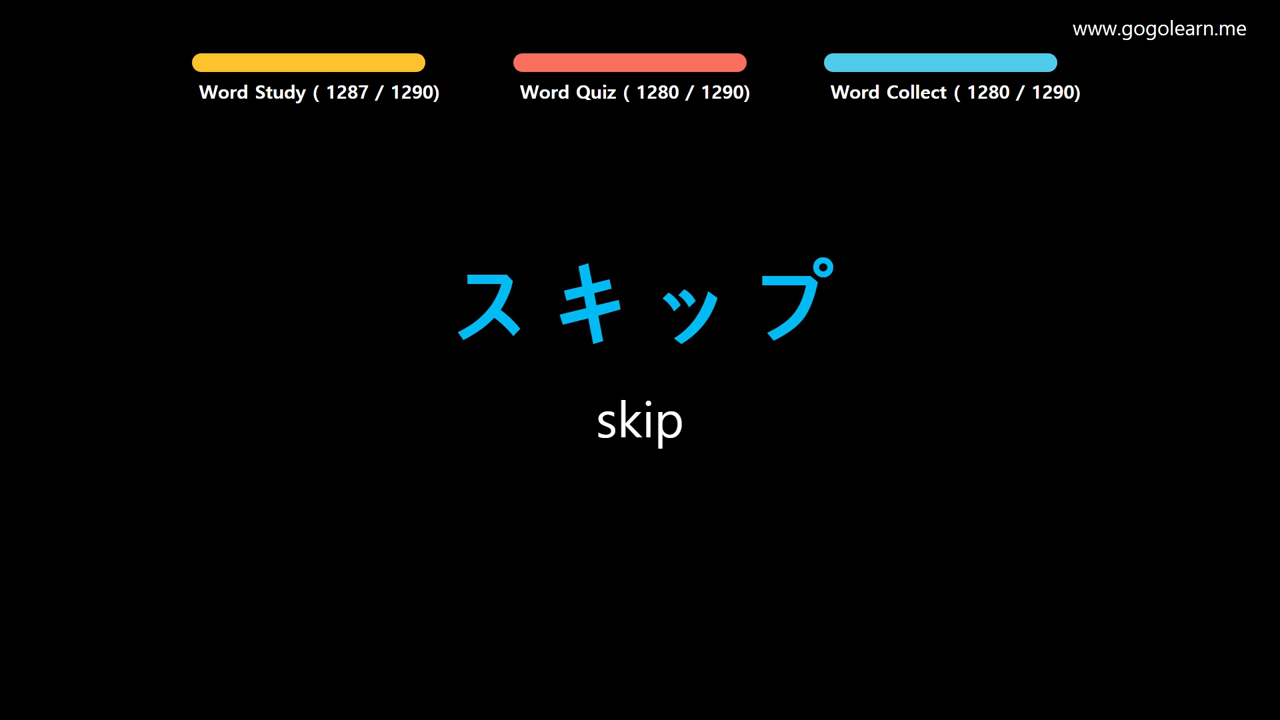 www.gogolearn.me
Word Study ( 1287 / 1290)
Word Quiz ( 1280 / 1290)
Word Collect ( 1280 / 1290)
スキップ
skip